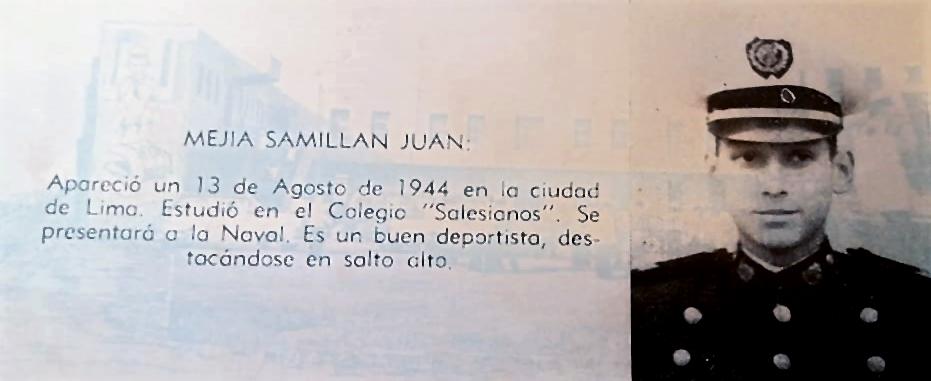 MEJIA SAMILLAN JUAN:
Apareció un 13 de Agosto de 1944 en la ciudad
de Lima. Estudió en el Colegio "Salesianos". Se
presentará a la Naval. Es un buen deportista, des-
tacándose en salto alto.